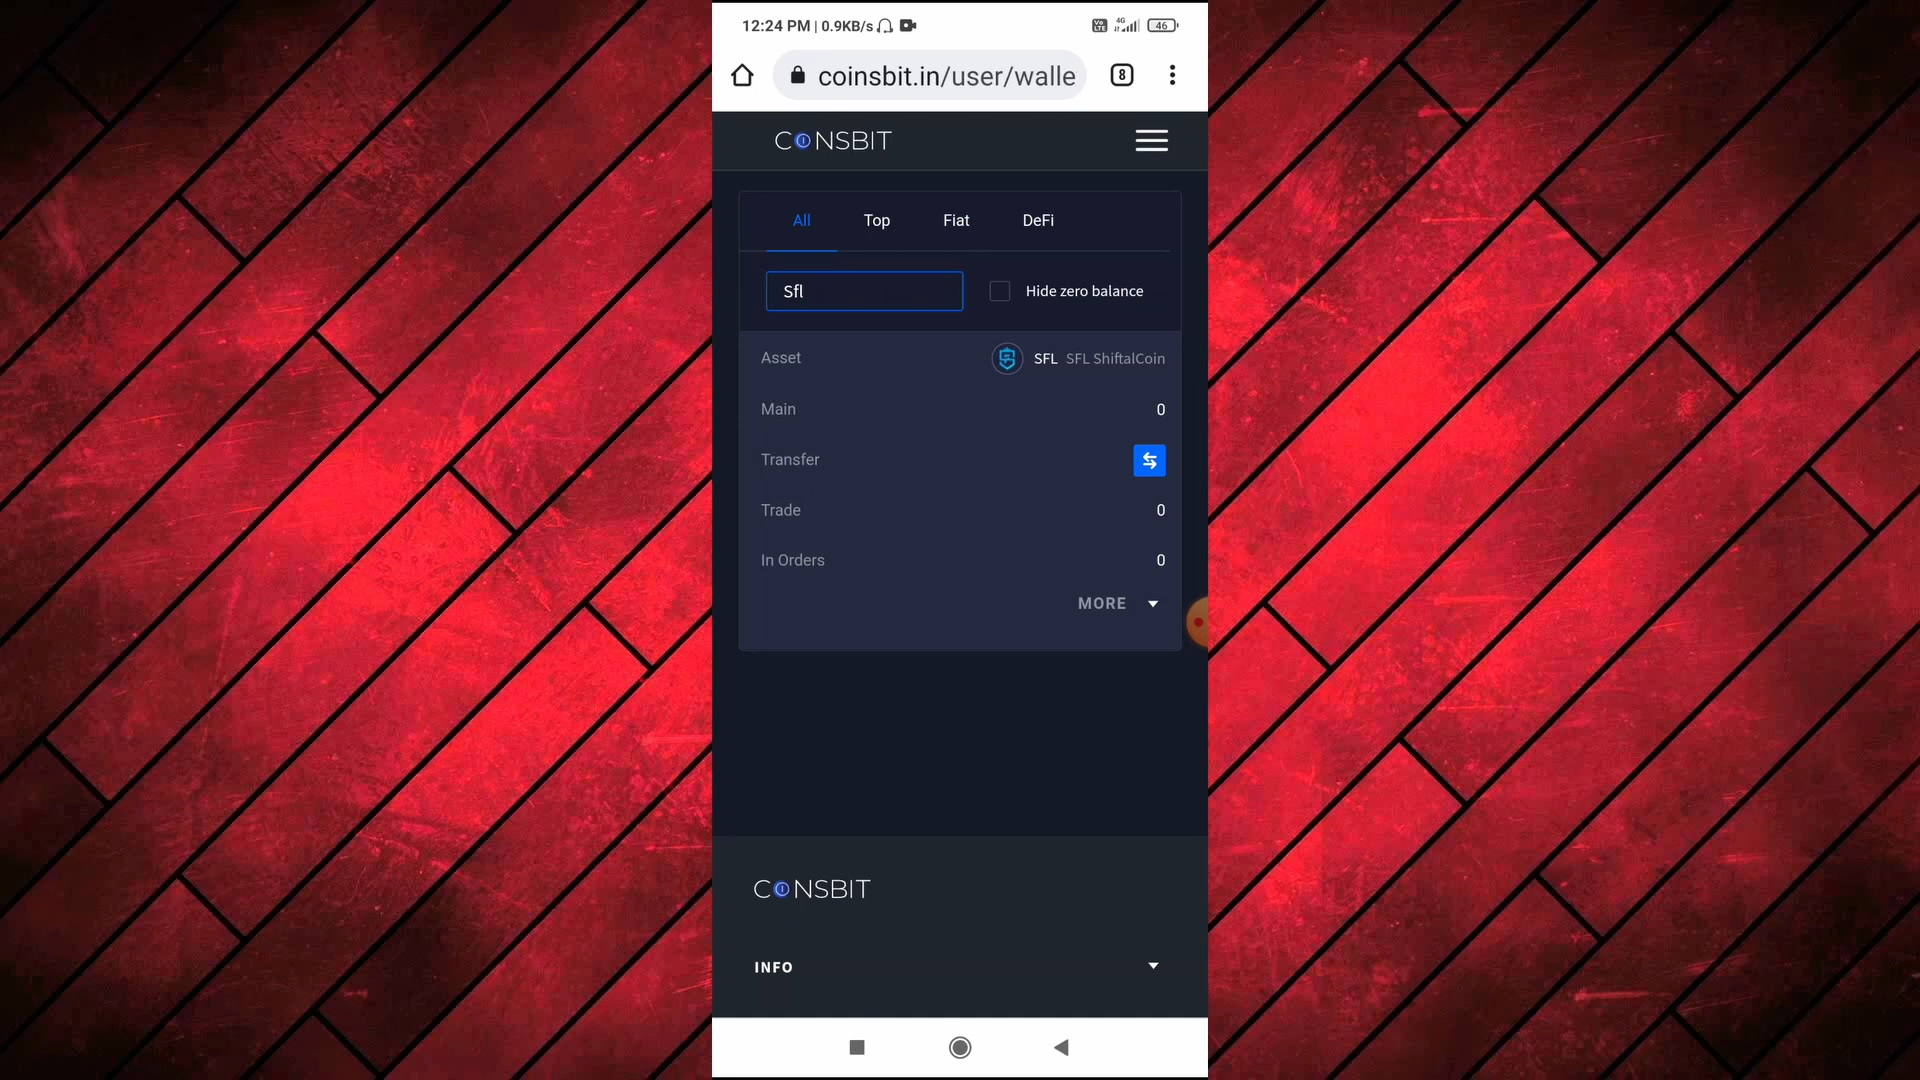 12:24 PM | 0.9KB/s 4G 46
coinsbit.in/user/walle 8
COINSBIT
All Top Fiat DeFi
Sfl Hide zero balance
Asset SFL SFL ShiftalCoin
Main 0
Transfer
Trade 0
In Orders 0
MORE
COINSBIT
INFO